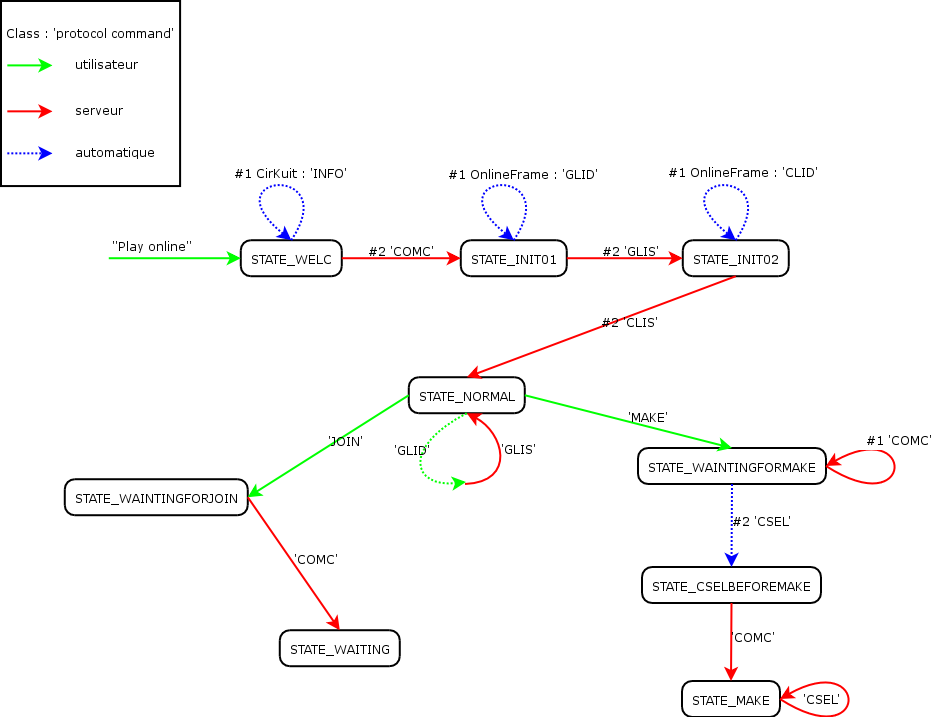 Class : 'protocol command'
utilisateur
serveur
automatique
#1 CirKuit : 'INFO'
#1 OnlineFrame : 'GLID'
#1 OnlineFrame : 'CLID'
"Play online"
STATE_WELC
#2 'COMC'
STATE_INIT01
#2 'GLIS'
STATE_INIT02
#2 'CLIS'
STATE_NORMAL
'JOIN'
'GLID'
'GLIS'
'MAKE'
#1 'COMC'
STATE_WAINTINGFORMAKE
STATE_WAINTINGFORJOIN
#2 'CSEL'
'COMC'
STATE_CSELBEFOREMAKE
STATE_WAITING
'COMC'
STATE_MAKE
'CSEL'